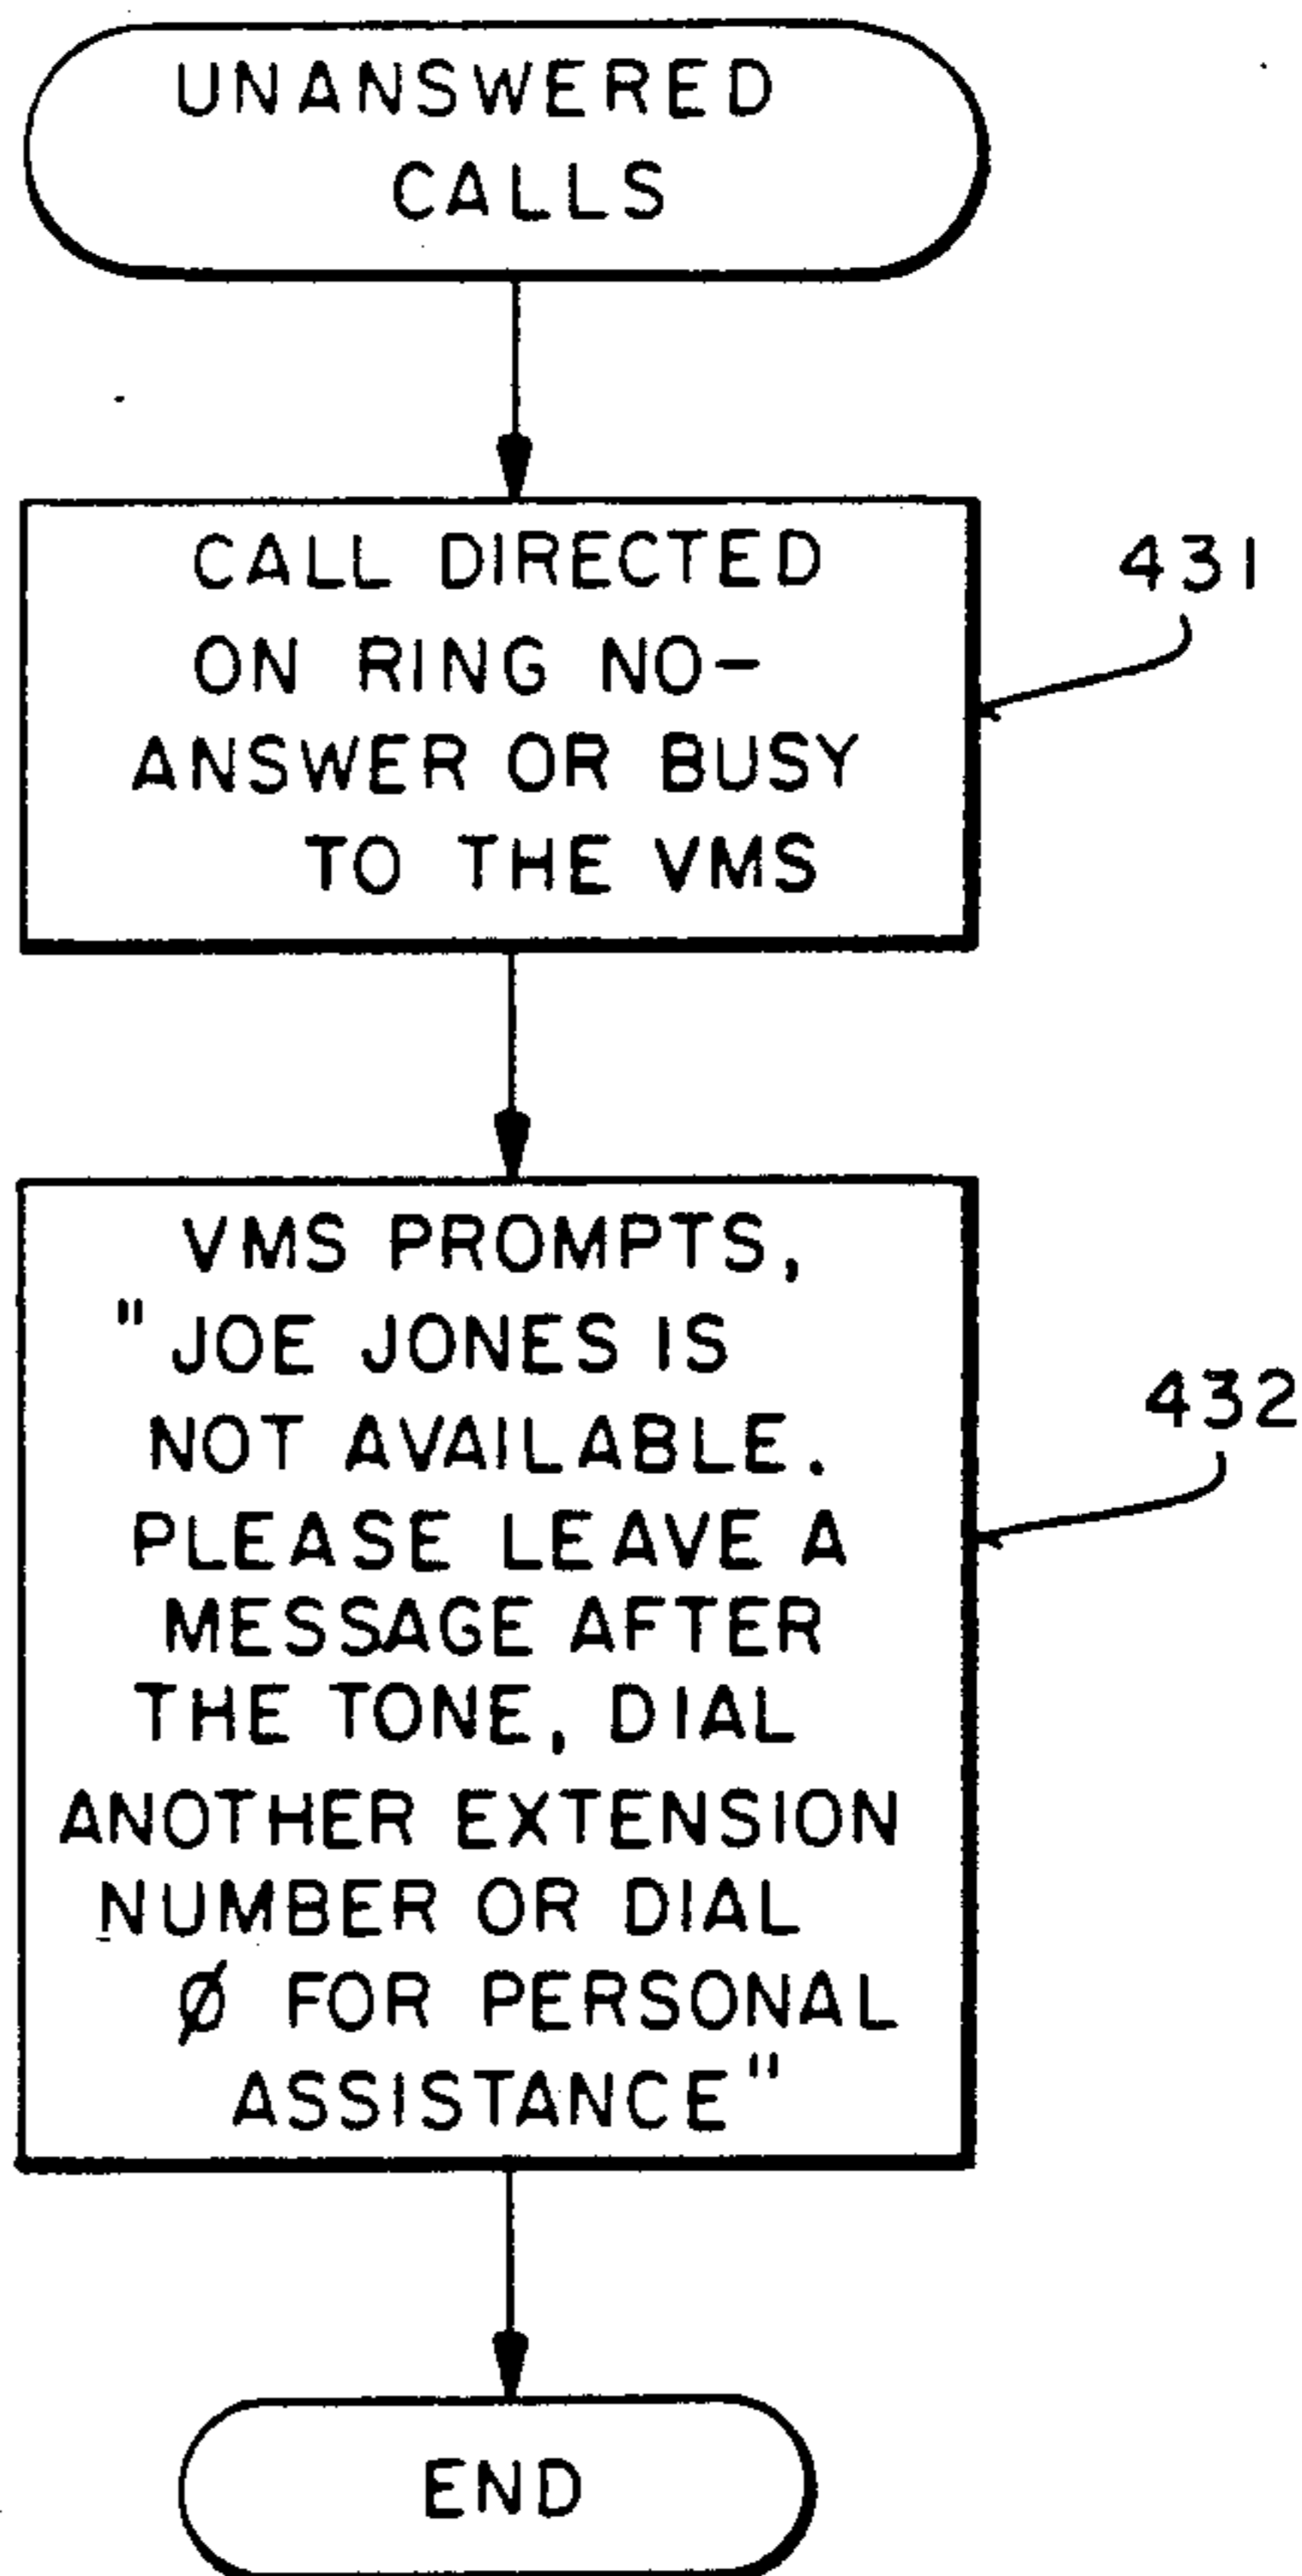 UNANSWERED
CALLS
CALL DIRECTED
ON RING NO-
ANSWER OR BUSY
TO THE VMS
431
VMS PROMPTS,
"JOE JONES IS
NOT AVAILABLE.
PLEASE LEAVE A
MESSAGE AFTER
THE TONE, DIAL
ANOTHER EXTENSION
NUMBER OR DIAL
Ø FOR PERSONAL
ASSISTANCE"
432
END